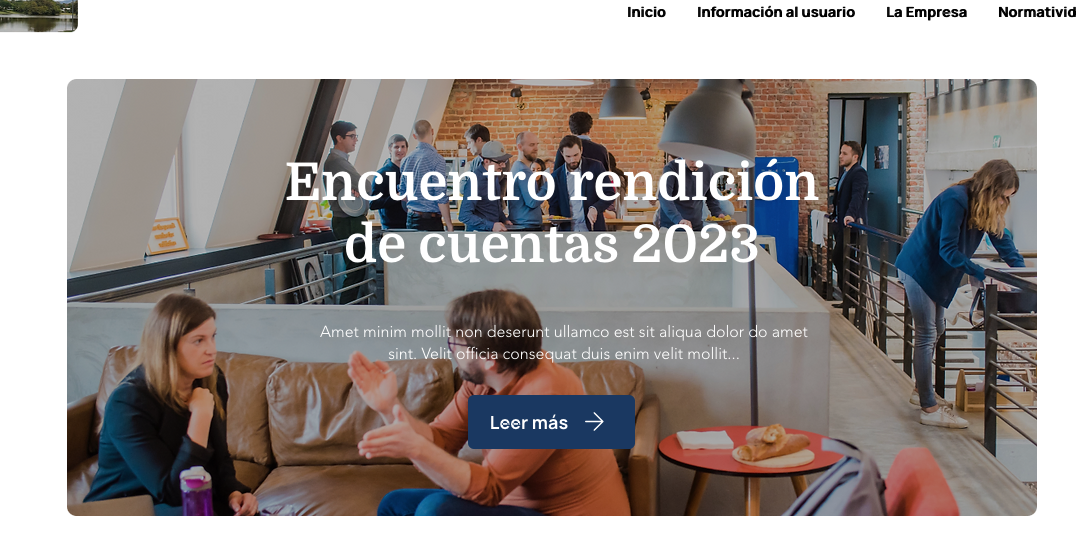 Inicio Información al usuario La Empresa Normativid
Encuentro rendición
de cuentas 2023
Amet minim mollit non deserunt ullamco est sit aliqua dolor do amet
sint. Velit officia consequat duis enim velit mollit...
Leer más